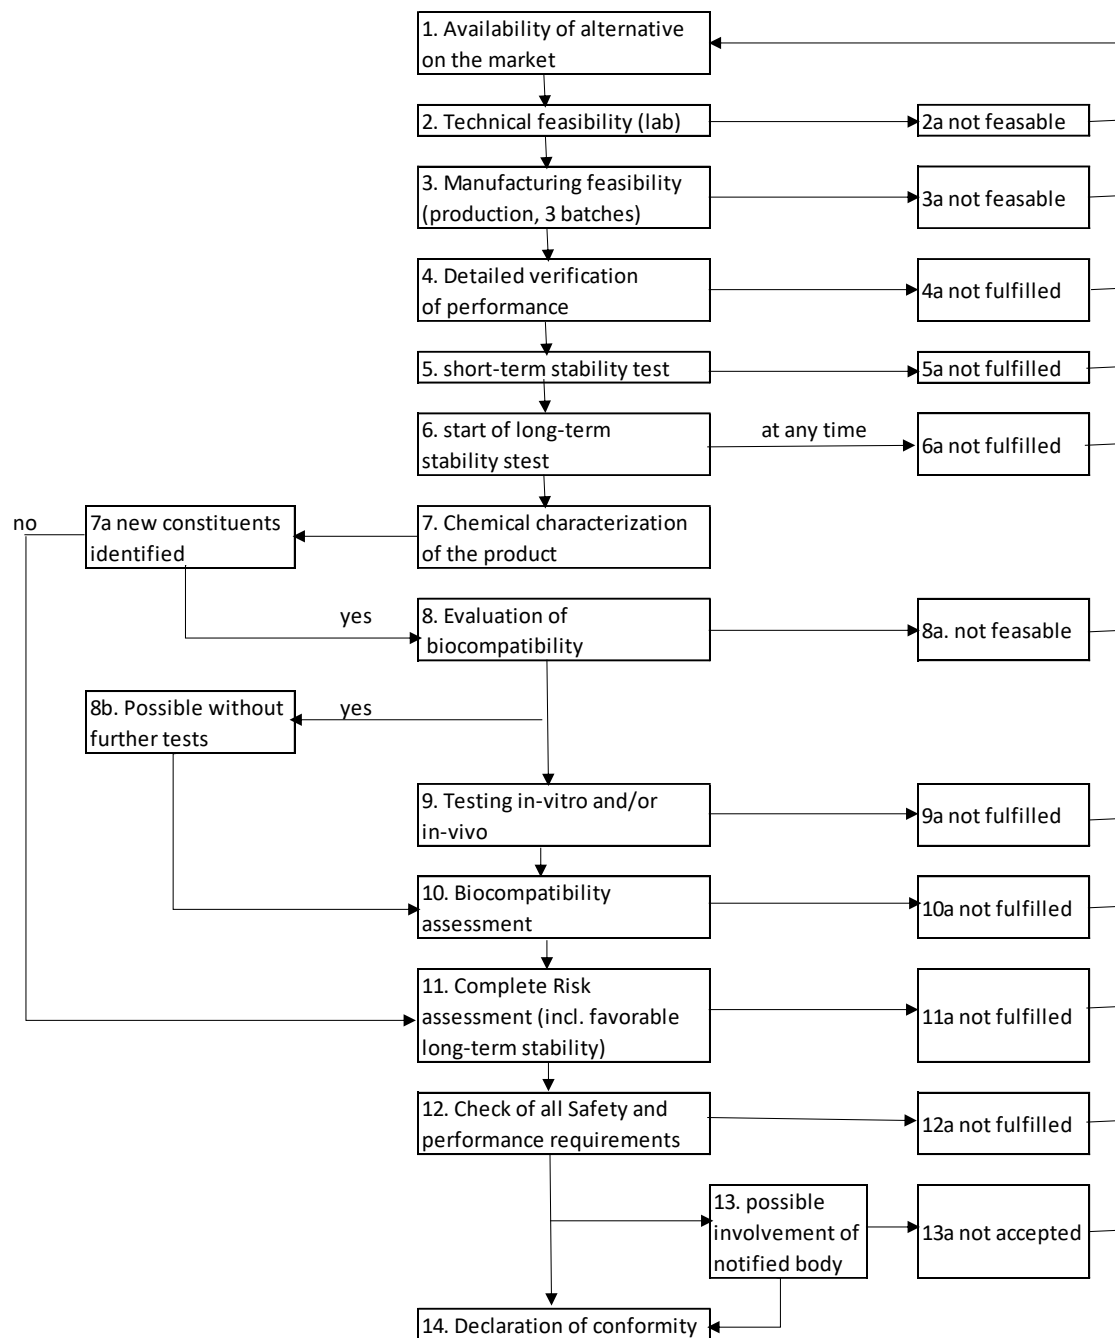 1. Availability of alternative
on the market
2. Technical feasibility (lab)
2a not feasable
3. Manufacturing feasibility
(production, 3 batches)
3a not feasable
4. Detailed verification
of performance
4a not fulfilled
5. short-term stability test
5a not fulfilled
6. start of long-term
stability stest
at any time
6a not fulfilled
no
7a new constituents
identified
7. Chemical characterization
of the product
yes
8. Evaluation of
biocompatibility
8a. not feasable
8b. Possible without
further tests
yes
9. Testing in-vitro and/or
in-vivo
9a not fulfilled
10. Biocompatibility
assessment
10a not fulfilled
11. Complete Risk
assessment (incl. favorable
long-term stability)
11a not fulfilled
12. Check of all Safety and
performance requirements
12a not fulfilled
13. possible
involvement of
notified body
13a not accepted
14. Declaration of conformity